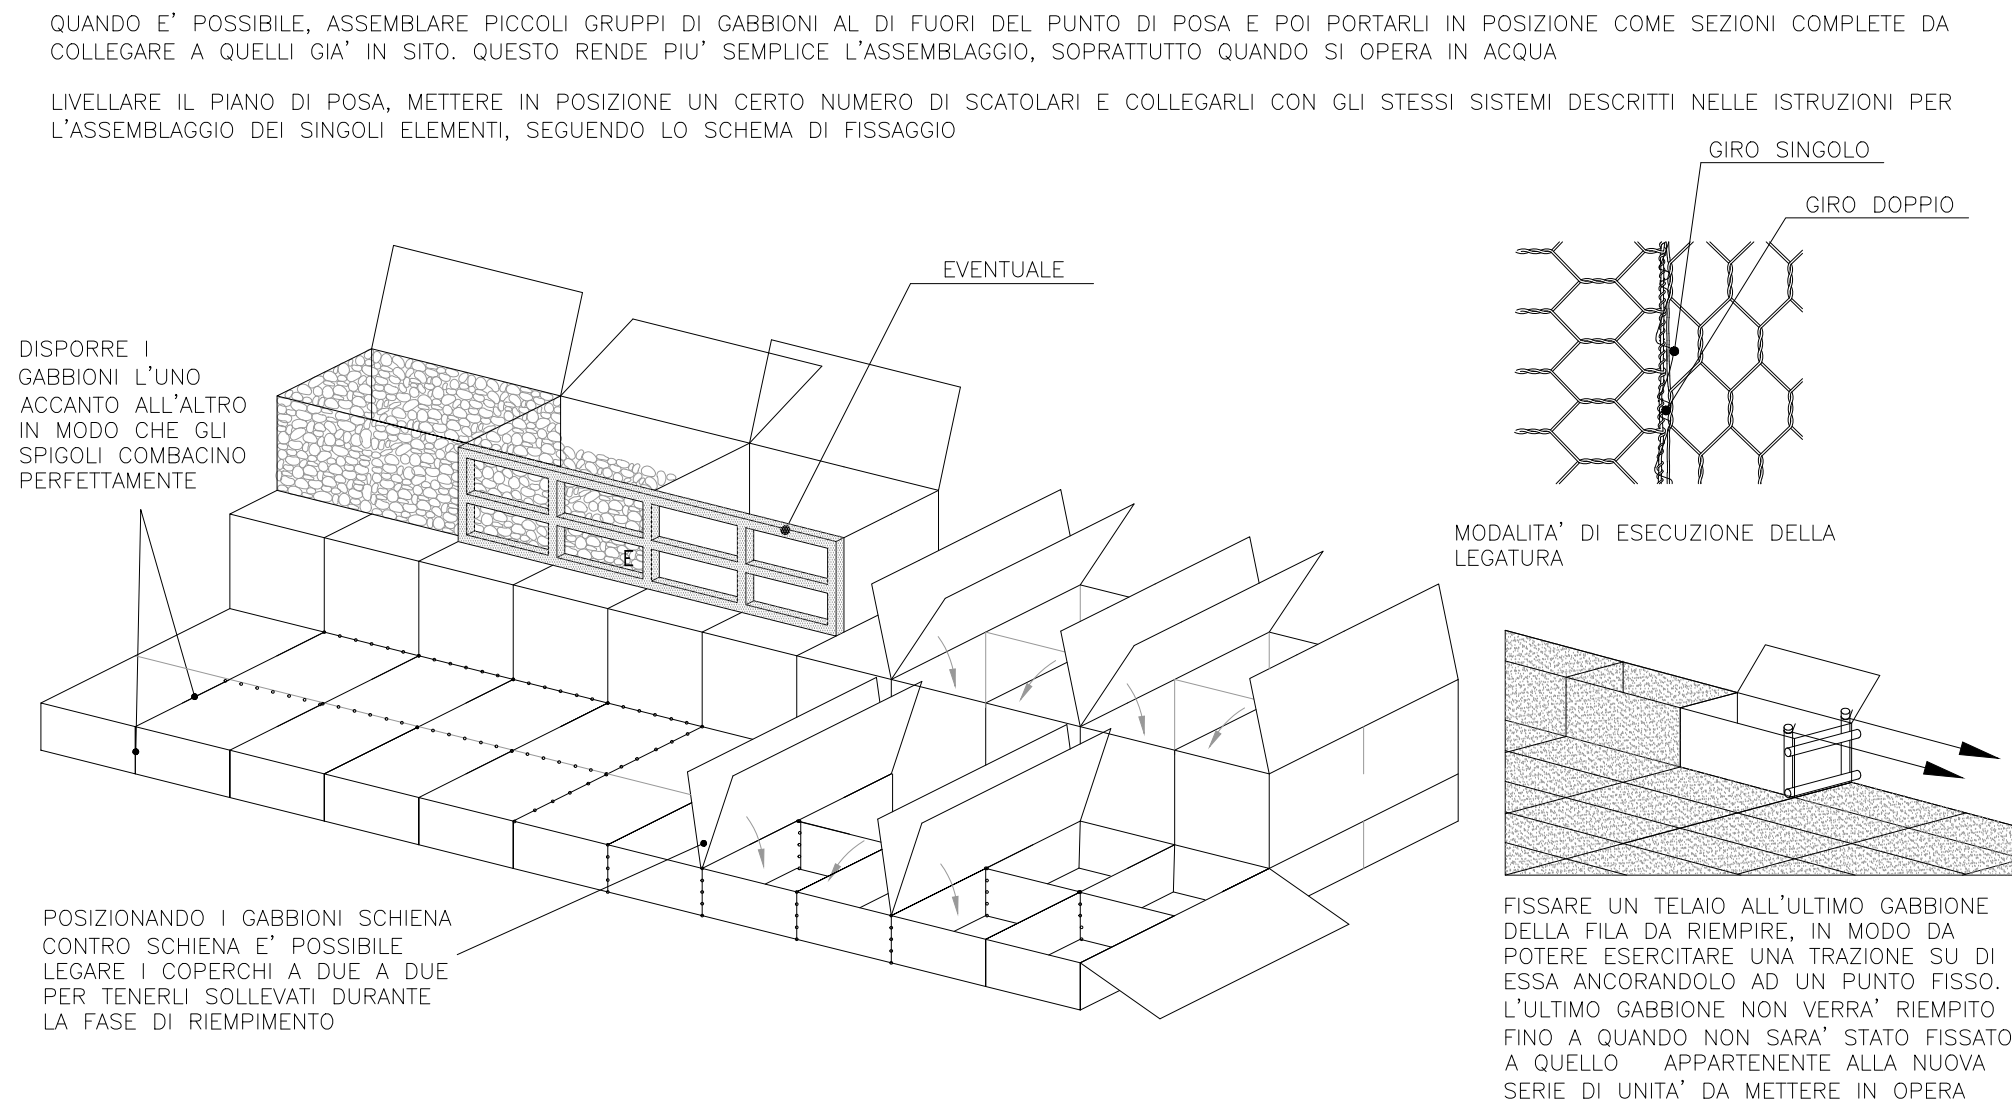 QUANDO E' POSSIBILE, ASSEMBLARE PICCOLI GRUPPI DI GABBIONI AL DI FUORI DEL PUNTO DI POSA E POI PORTARLI IN POSIZIONE COME SEZIONI COMPLETE DA
COLLEGARE A QUELLI GIA' IN SITO. QUESTO RENDE PIU' SEMPLICE L'ASSEMBLAGGIO, SOPRATTUTTO QUANDO SI OPERA IN ACQUA
LIVELLARE IL PIANO DI POSA, METTERE IN POSIZIONE UN CERTO NUMERO DI SCATOLARI E COLLEGARLI CON GLI STESSI SISTEMI DESCRITTI NELLE ISTRUZIONI PER
L'ASSEMBLAGGIO DEI SINGOLI ELEMENTI, SEGUENDO LO SCHEMA DI FISSAGGIO
GIRO SINGOLO
GIRO DOPPIO
EVENTUALE
DISPORRE I
GABBIONI L'UNO
ACCANTO ALL'ALTRO
IN MODO CHE GLI
SPIGOLI COMBACINO
PERFETTAMENTE
E
MODALITA' DI ESECUZIONE DELLA
LEGATURA
POSIZIONANDO I GABBIONI SCHIENA
CONTRO SCHIENA E' POSSIBILE
LEGARE I COPERCHI A DUE A DUE
PER TENERLI SOLLEVATI DURANTE
LA FASE DI RIEMPIMENTO
FISSARE UN TELAIO ALL'ULTIMO GABBIONE
DELLA FILA DA RIEMPIRE, IN MODO DA
POTERE ESERCITARE UNA TRAZIONE SU DI
ESSA ANCORANDOLO AD UN PUNTO FISSO.
L'ULTIMO GABBIONE NON VERRA' RIEMPITO
FINO A QUANDO NON SARA' STATO FISSATO
A QUELLO APPARTENENTE ALLA NUOVA
SERIE DI UNITA' DA METTERE IN OPERA